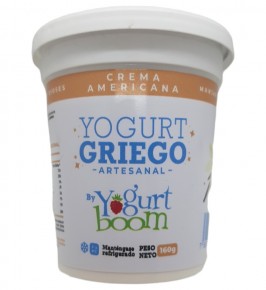 CREMA
AMERICANA
YOGURT
GRIEGO
-ARTESANAL-
By Yogurt
boom
Manténgase
refrigerado
PESO
NETO
160g